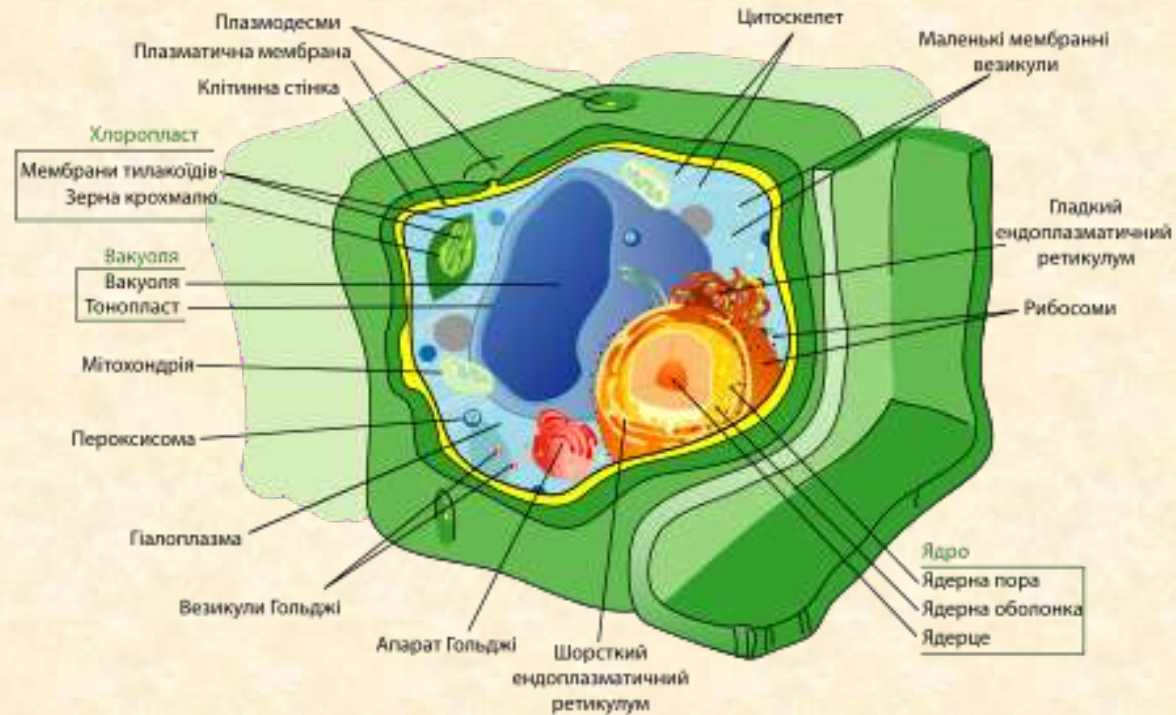 Плазмодесми
Плазматична мембрана
Клітинна стінка
Хлоропласт
Мембрани тилакоїдів
Зерна крохмалю
Вакуоля
Вакуоля
Тонопласт
Мітохондрія
Пероксисома
Гіалоплазма
Везикули Гольджі
Апарат Гольджі
Шорсткий
ендоплазматичний
ретикулум
Цитоскелет
Маленькі мембранні
везикули
Гладкий
ендоплазматичний
ретикулум
Рибосоми
Ядро
Ядерна пора
Ядерна оболонка
Ядерце